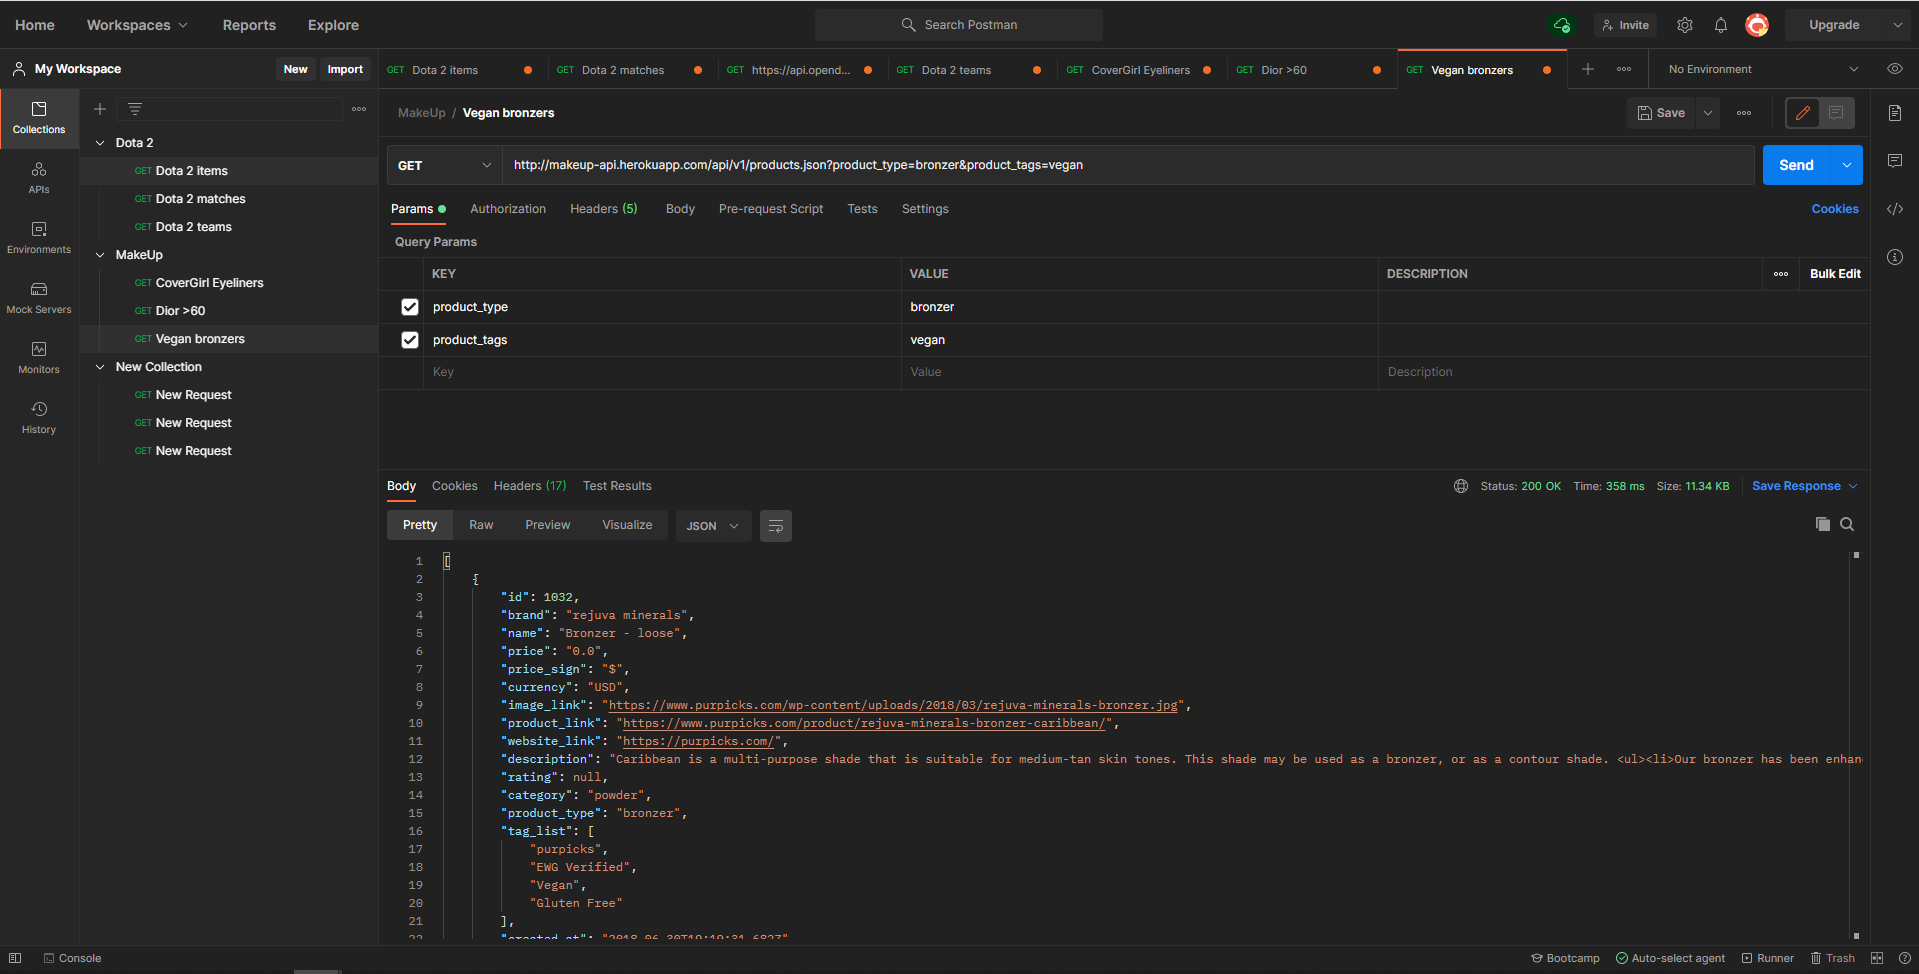 Home Workspaces Reports Explore Search Postman Invite Upgrade
My Workspace New Import
GET Dota 2 items GET Dota 2 matches GET https://api.opend... GET Dota 2 teams GET CoverGirl Eyeliners GET Dior >60 GET Vegan bronzers No Environment
Collections
APIs
Environments
Mock Servers
Monitors
History
Dota 2
GET Dota 2 items
GET Dota 2 matches
GET Dota 2 teams
MakeUp
GET CoverGirl Eyeliners
GET Dior >60
GET Vegan bronzers
New Collection
GET New Request
GET New Request
GET New Request
MakeUp / Vegan bronzers Save
GET http://makeup-api.herokuapp.com/api/v1/products.json?product_type=bronzer&product_tags=vegan Send
Params Authorization Headers (5) Body Pre-request Script Tests Settings Cookies
Query Params
KEY VALUE DESCRIPTION Bulk Edit
product_type bronzer
product_tags vegan
Key Value Description
Body Cookies Headers (17) Test Results Status: 200 OK Time: 358 ms Size: 11.34 KB Save Response
Pretty Raw Preview Visualize JSON
1 [
2 {
3 "id": 1032,
4 "brand": "rejuva minerals",
5 "name": "Bronzer - loose",
6 "price": "0.0",
7 "price_sign": "$",
8 "currency": "USD",
9 "image_link": "https://www.purpicks.com/wp-content/uploads/2018/03/rejuva-minerals-bronzer.jpg",
10 "product_link": "https://www.purpicks.com/product/rejuva-minerals-bronzer-caribbean/",
11 "website_link": "https://purpicks.com/",
12 "description": "Caribbean is a multi-purpose shade that is suitable for medium-tan skin tones. This shade may be used as a bronzer, or as a contour shade. <ul><li>Our bronzer has been enhan
13 "rating": null,
14 "category": "powder",
15 "product_type": "bronzer",
16 "tag_list": [
17 "purpicks",
18 "EWG Verified",
19 "Vegan",
20 "Gluten Free"
21 ],
22 "created_at":
Console Bootcamp Auto-select agent Runner Trash